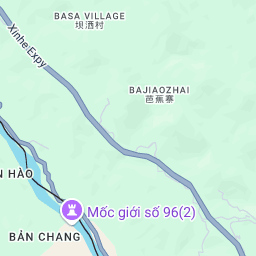 BASA VILLAGE
坝洒村
Xinhe Expy
BAJIAOZHAI
芭蕉寨
N HÀO
Mốc giới số 96(2)
BẢN CHANG